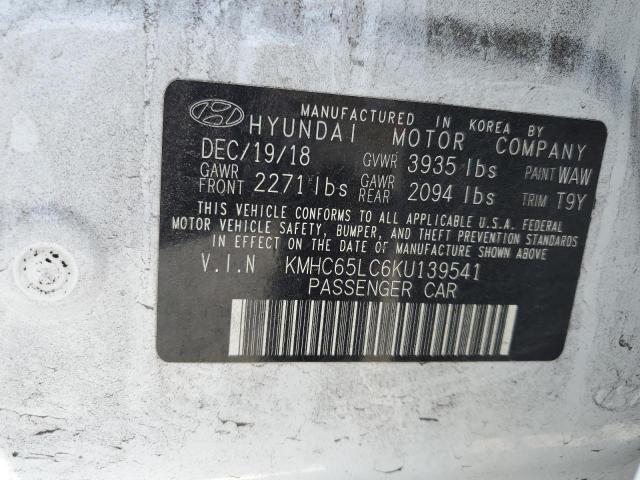 MANUFACTURED IN KOREA BY
HYUNDAI MOTOR COMPANY
DEC/19/18 GVWR 3935 lbs PAINT WAW
GAWR FRONT 2271 lbs GAWR REAR 2094 lbs TRIM T9Y
THIS VEHICLE CONFORMS TO ALL APPLICABLE U.S.A. FEDERAL
MOTOR VEHICLE SAFETY, BUMPER, AND THEFT PREVENTION STANDARDS
IN EFFECT ON THE DATE OF MANUFACTURE SHOWN ABOVE.
V.I.N KMHC65LC6KU139541
PASSENGER CAR